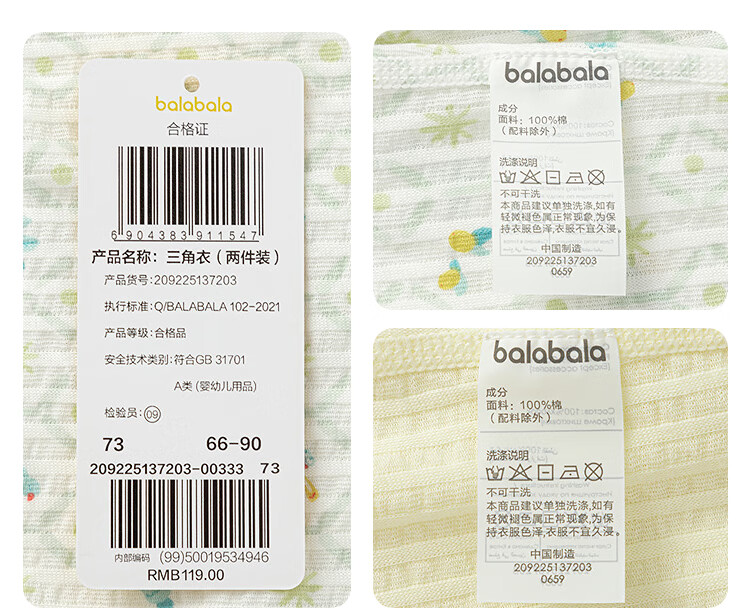 balabala
合格证
6 904383 911547
产品名称：三角衣（两件装）
产品货号：209225137203
执行标准：Q/BALABALA 102-2021
产品等级：合格品
安全技术类别：符合GB 31701
A类 (婴幼儿用品)
检验员：09
73 66-90
209225137203-00333 73
内部编码 (99)50019534946
RMB119.00
balabala
成分
面料：100%棉
（配料除外）
洗涤说明
不可干洗
本商品建议单独洗涤,如有
轻微褪色属正常现象,为保
持衣服色泽,衣服不宜久浸。
中国制造
209225137203
0659
balabala
成分
面料：100%棉
（配料除外）
洗涤说明
不可干洗
本商品建议单独洗涤,如有
轻微褪色属正常现象,为保
持衣服色泽,衣服不宜久浸。
中国制造
209225137203
0659